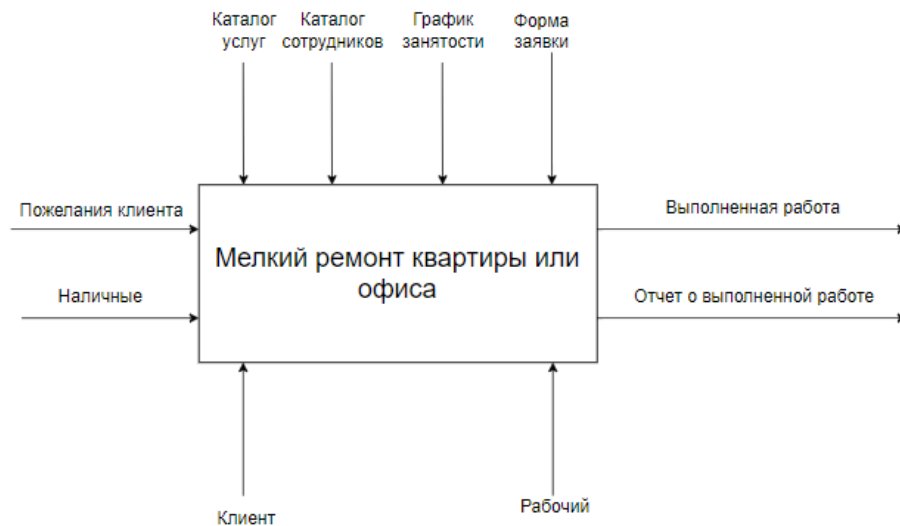 Каталог
услуг
Каталог
сотрудников
График
занятости
Форма
заявки
Пожелания клиента
Выполненная работа
Мелкий ремонт квартиры или
офиса
Наличные
Отчет о выполненной работе
Клиент
Рабочий